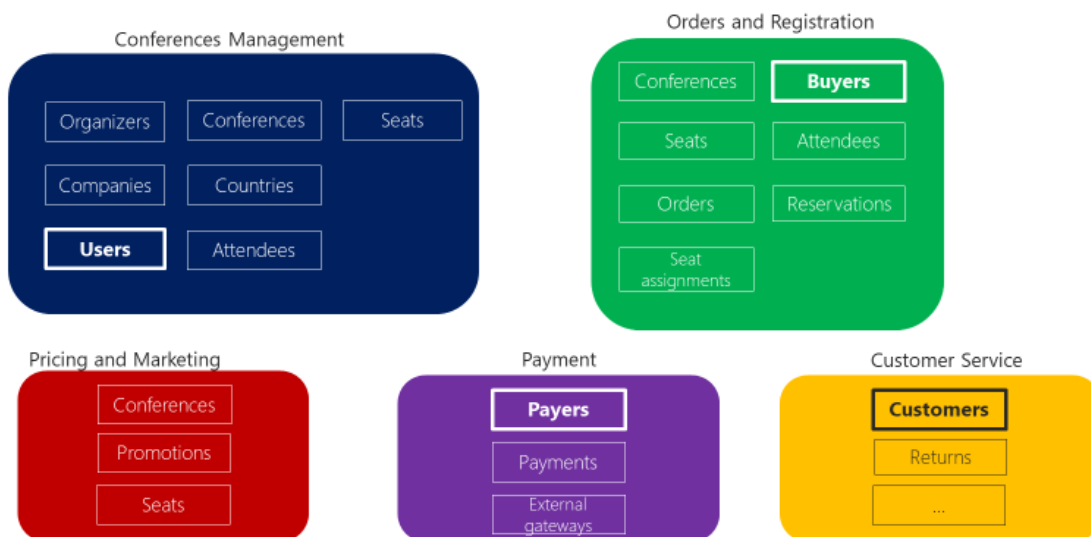 Conferences Management
Organizers
Conferences
Seats
Companies
Countries
Users
Attendees
Orders and Registration
Conferences
Buyers
Seats
Attendees
Orders
Reservations
Seat
assignments
Pricing and Marketing
Conferences
Promotions
Seats
Payment
Payers
Payments
External
gateways
Customer Service
Customers
Returns
...